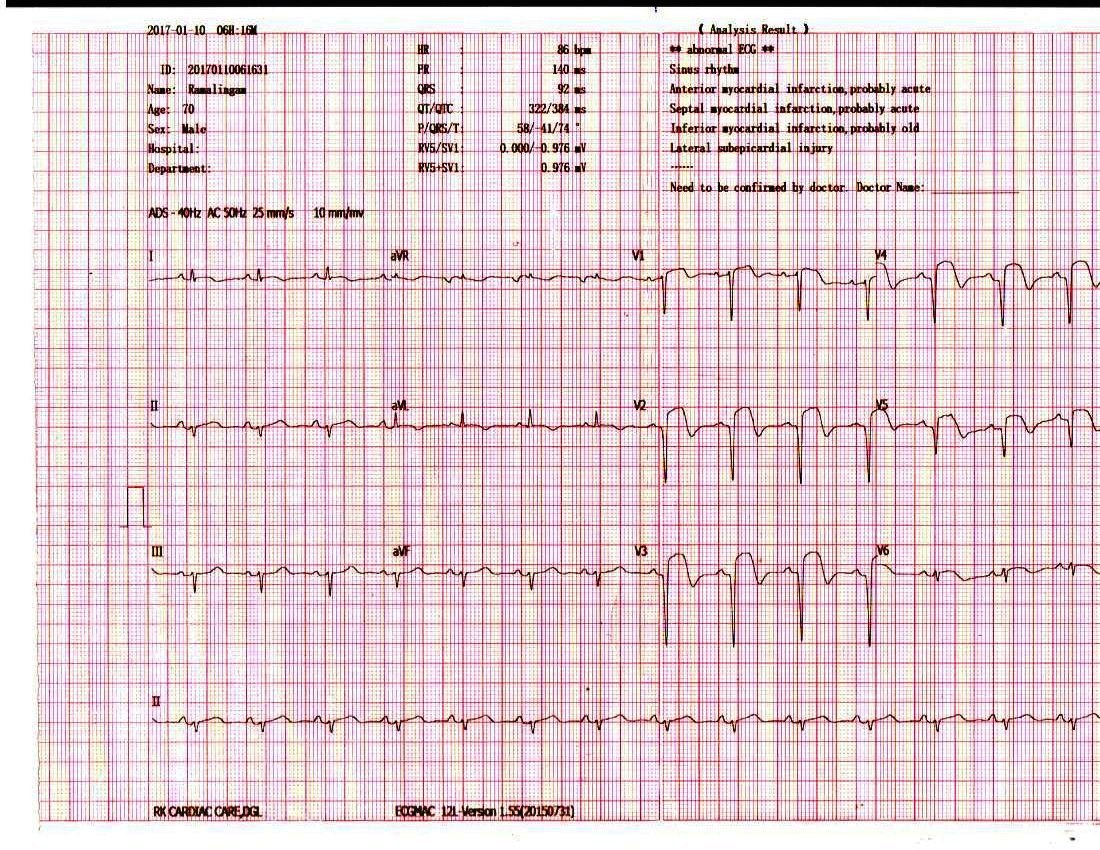 2017-01-10 06H:16M
ID: 20170110061631
Name: Ramalingam
Age: 70
Sex: Male
Hospital:
Department:
HR : 86 bpm
PR : 140 ms
QRS : 92 ms
QT/QTC : 322/384 ms
P/QRS/T: 58/-41/74 °
RV5/SV1: 0.000/-0.976 mV
RV5+SV1: 0.976 mV
( Analysis Result )
** abnormal ECG **
Sinus rhythm
Anterior myocardial infarction,probably acute
Septal myocardial infarction,probably acute
Inferior myocardial infarction,probably old
Lateral subepicardial injury
------
Need to be confirmed by doctor. Doctor Name:
ADS - 40Hz AC 50Hz 25 mm/s 10 mm/mv
I aVR V1 V4
II aVL V2 V5
III aVF V3 V6
II
RK CARDIAC CARE,DGL ECGMAC 12L-Version 1.55(20150731)